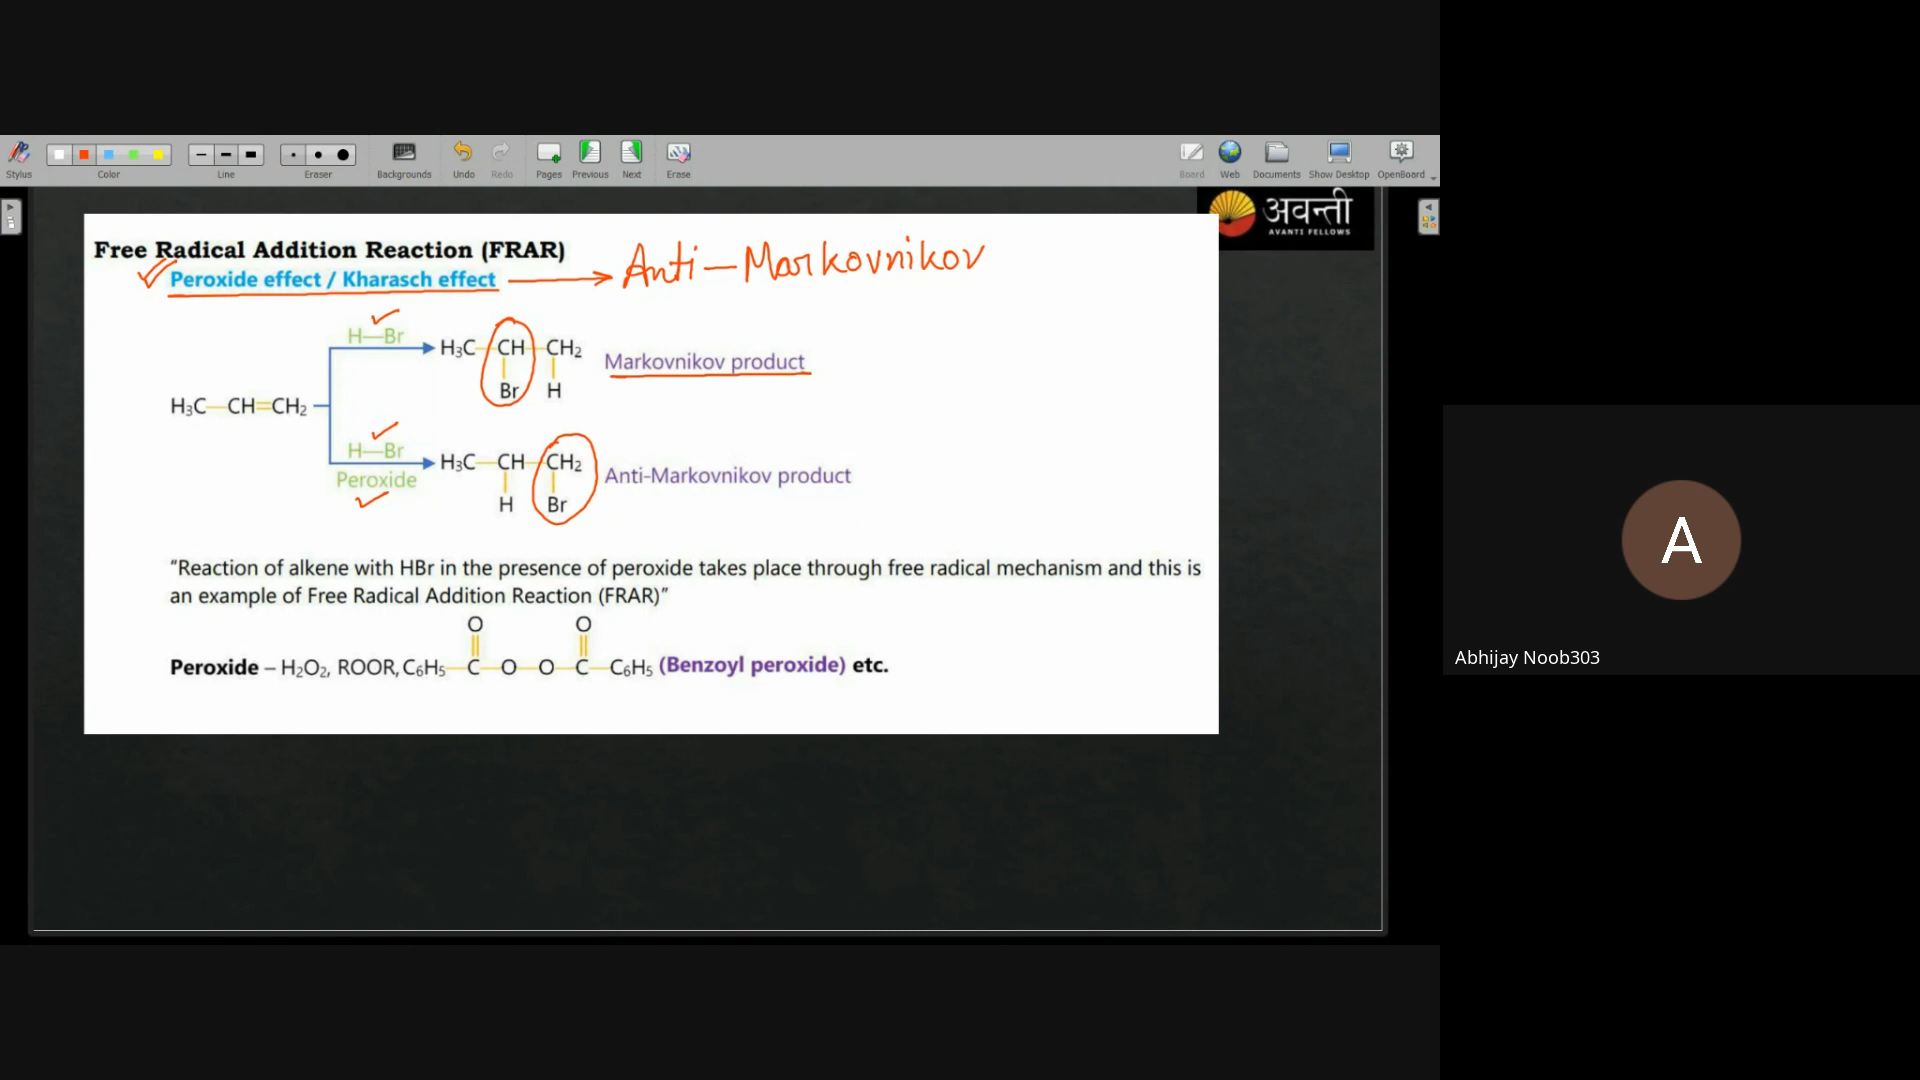 Stylus
Color
Line
Eraser
Backgrounds
Undo
Redo
Pages
Previous
Next
Erase
Board
Web
Documents
Show Desktop
OpenBoard
अवन्ती
AVANTI FELLOWS
Free Radical Addition Reaction (FRAR)
Peroxide effect / Kharasch effect → Anti-Markovnikov
H—Br
H₃C—CH—CH₂
Br H
Markovnikov product
H₃C—CH=CH₂
H—Br
Peroxide
H₃C—CH—CH₂
H Br
Anti-Markovnikov product
"Reaction of alkene with HBr in the presence of peroxide takes place through free radical mechanism and this is
an example of Free Radical Addition Reaction (FRAR)"
O O
Peroxide – H₂O₂, ROOR, C₆H₅—C—O—O—C—C₆H₅ (Benzoyl peroxide) etc.
A
Abhijay Noob303